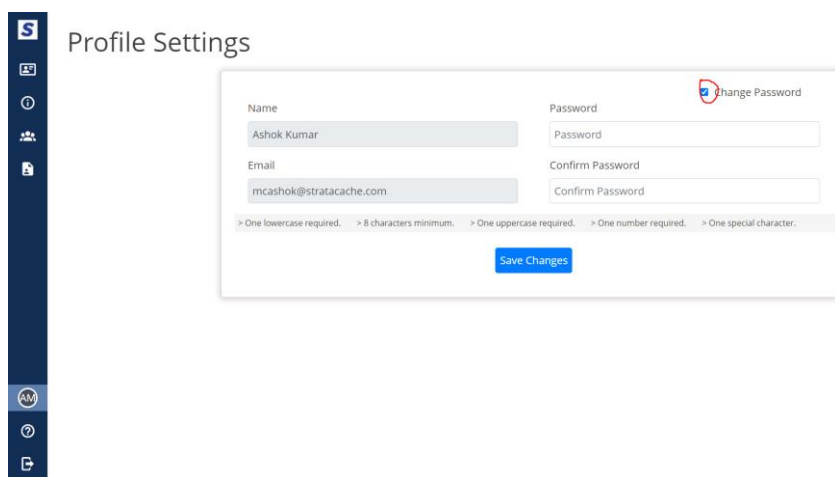 S
Profile Settings
Change Password
Name
Password
Ashok Kumar
Password
Email
Confirm Password
mcashok@stratacache.com
Confirm Password
> One lowercase required. > 8 characters minimum. > One uppercase required. > One number required. > One special character.
Save Changes
AM